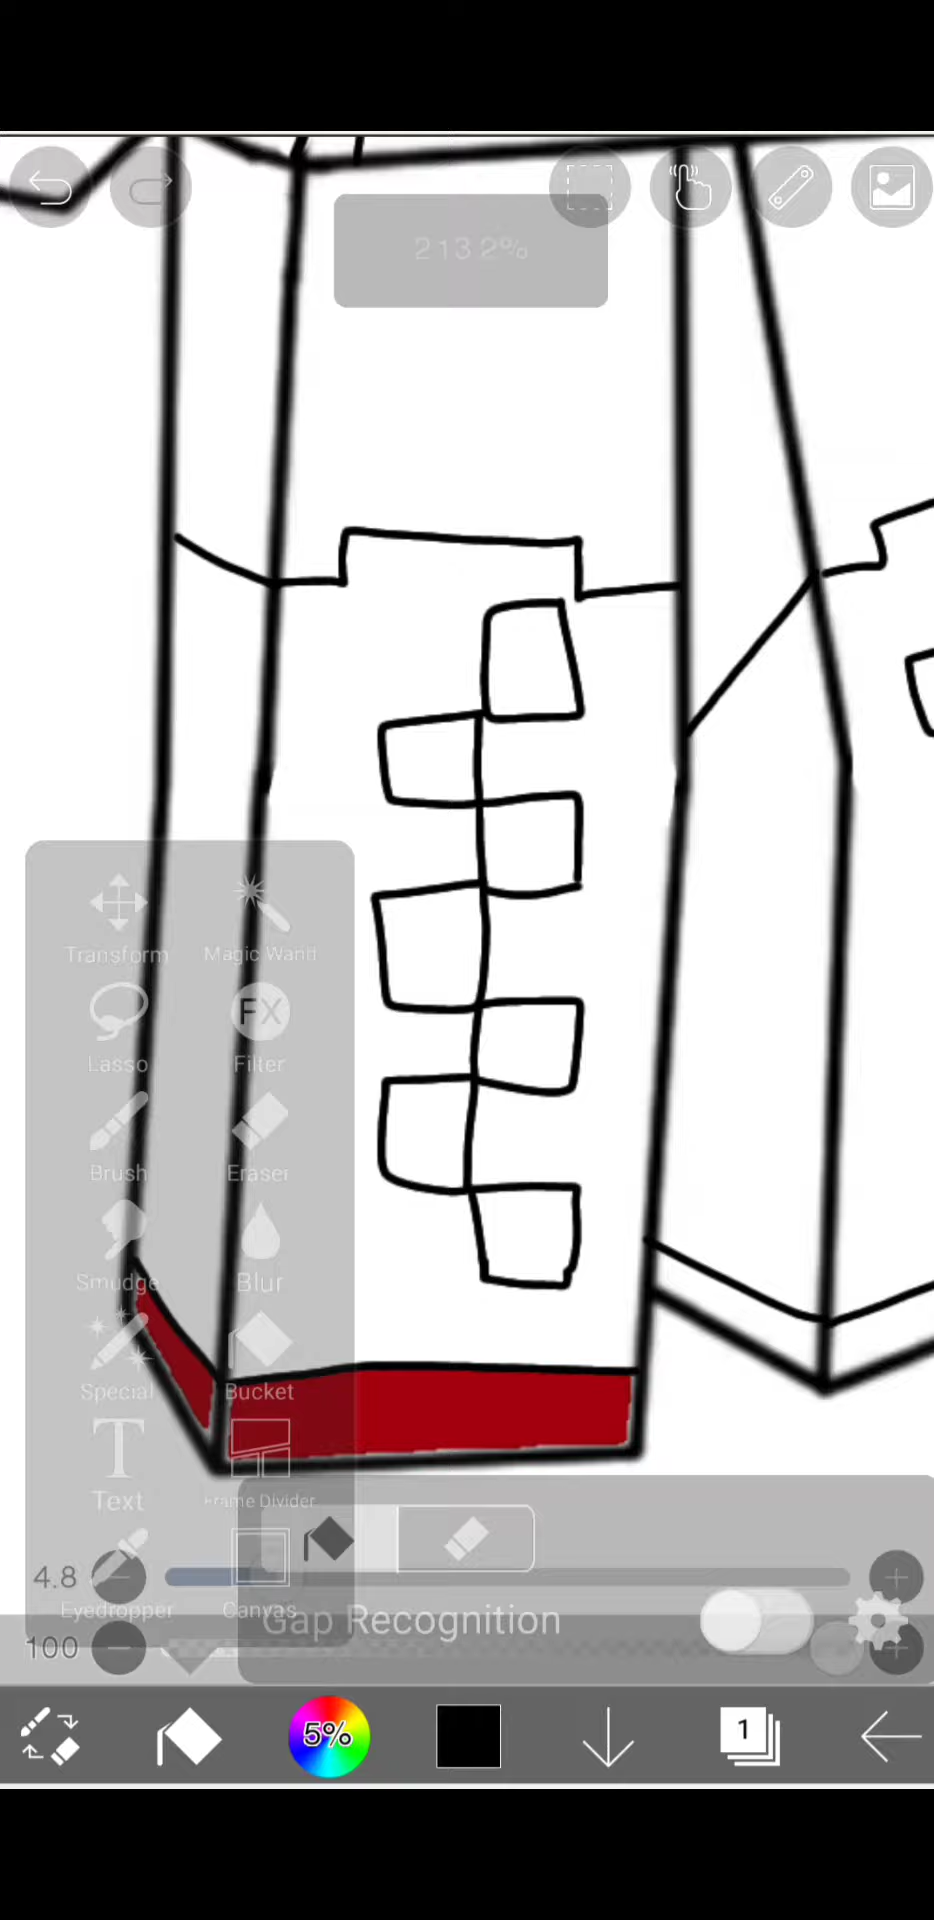 213.2%
Transform
Magic Wand
Lasso
FX
Filter
Brush
Eraser
Smudge
Blur
Special
Bucket
T
Text
Frame Divider
4.8
Eyedropper
Canvas
Gap Recognition
100
5%
1